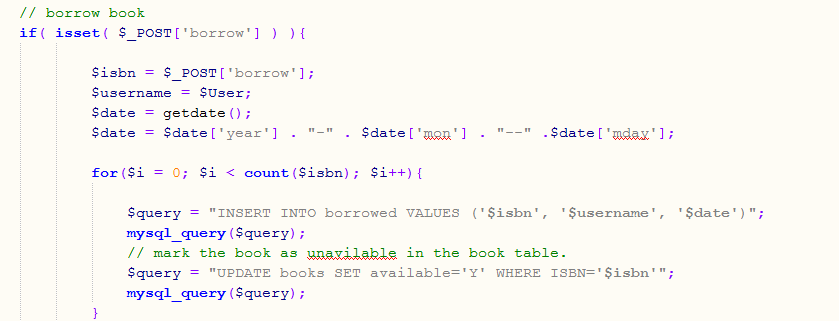 // borrow book
if( isset( $_POST['borrow'] ) ){
$isbn = $_POST['borrow'];
$username = $User;
$date = getdate();
$date = $date['year'] . "-" . $date['mon'] . "--" .$date['mday'];
for($i = 0; $i < count($isbn); $i++){
$query = "INSERT INTO borrowed VALUES ('$isbn', '$username', '$date')";
mysql_query($query);
// mark the book as unavilable in the book table.
$query = "UPDATE books SET available='Y' WHERE ISBN='$isbn'";
mysql_query($query);
}